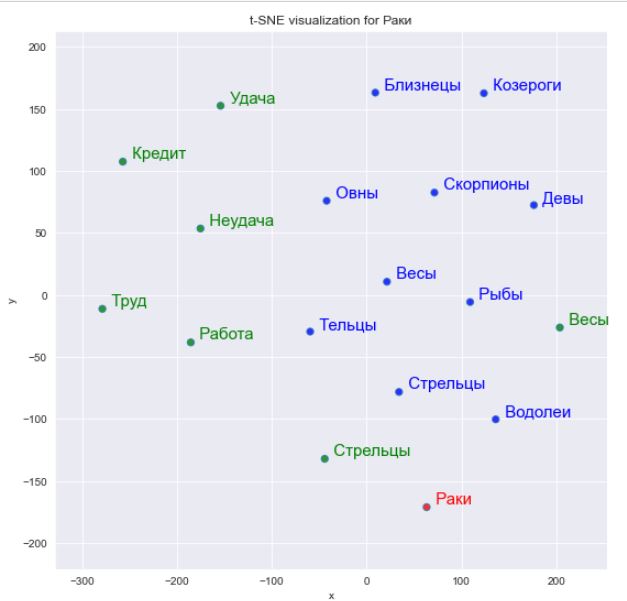 t-SNE visualization for Раки
200
Близнецы
Козероги
Удача
150
Кредит
100
Скорпионы
Овны
Девы
Неудача
50
Весы
Рыбы
0
Труд
Весы
Тельцы
Работа
y
−50
Стрельцы
Водолеи
−100
Стрельцы
−150
Раки
−200
−300
−200
−100
0
100
200
x